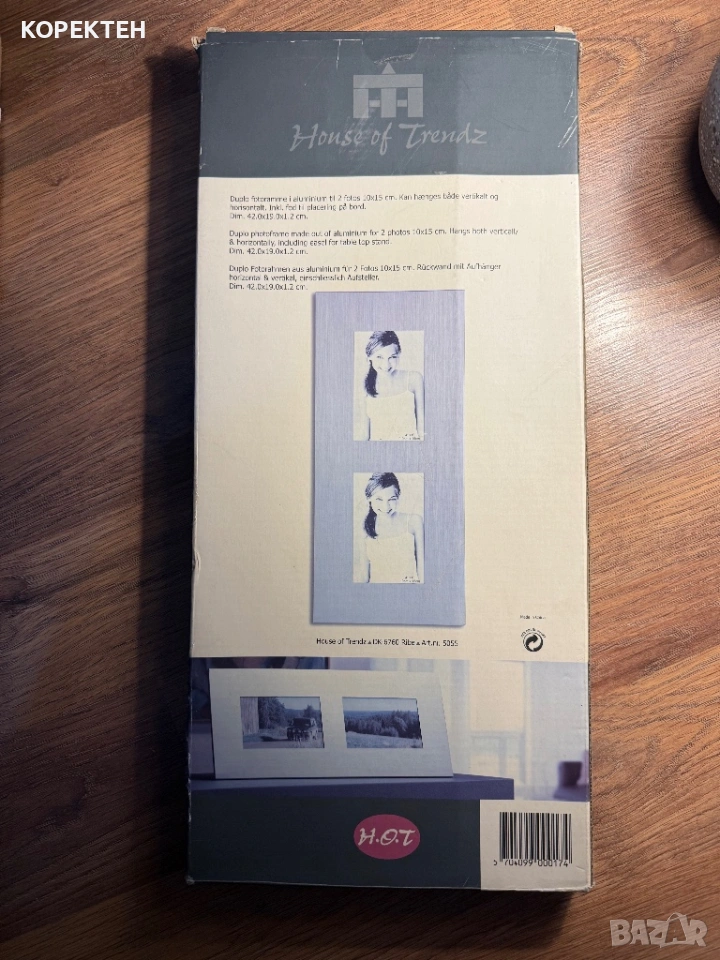 КОРЕКТЕН
House of Trendz
Duplo fotoramme i aluminium til 2 fotos 10x15 cm. Kan hænges både vertikalt og
horisontalt. Inkl. fod til placering på bord.
Dim. 42.0x19.0x1.2 cm.
Duplo photoframe made out of aluminium for 2 photos 10x15 cm. Hangs both vertically
& horizontally, including easel for table top stand.
Dim. 42.0x19.0x1.2 cm.
Duplo Fotorahmen aus aluminium für 2 Fotos 10x15 cm. Rückwand mit Aufhänger
horizontal & vertikal, einschliesslich Aufsteller.
Dim. 42.0x19.0x1.2 cm.
House of Trendz DK 6760 Ribe Art.nr. 5055
H.O.T
5 704099 000174
BAZAR